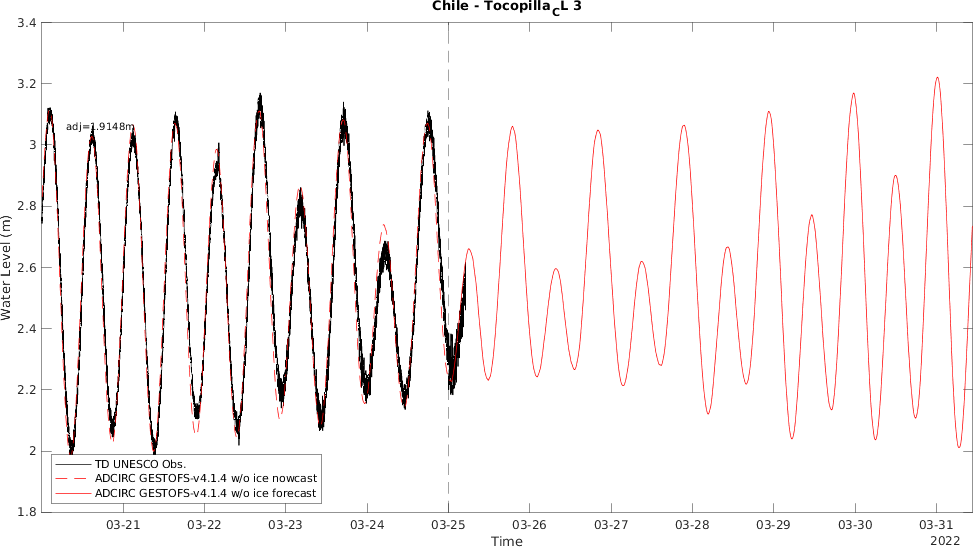 Chile - Tocopilla_CL 3
3.4
3.2
3
2.8
2.6
2.4
2.2
2
1.8
Water Level (m)
adj=1.9148m
TD UNESCO Obs.
ADCIRC GESTOFS-v4.1.4 w/o ice nowcast
ADCIRC GESTOFS-v4.1.4 w/o ice forecast
03-21 03-22 03-23 03-24 03-25 03-26 03-27 03-28 03-29 03-30 03-31
Time
2022